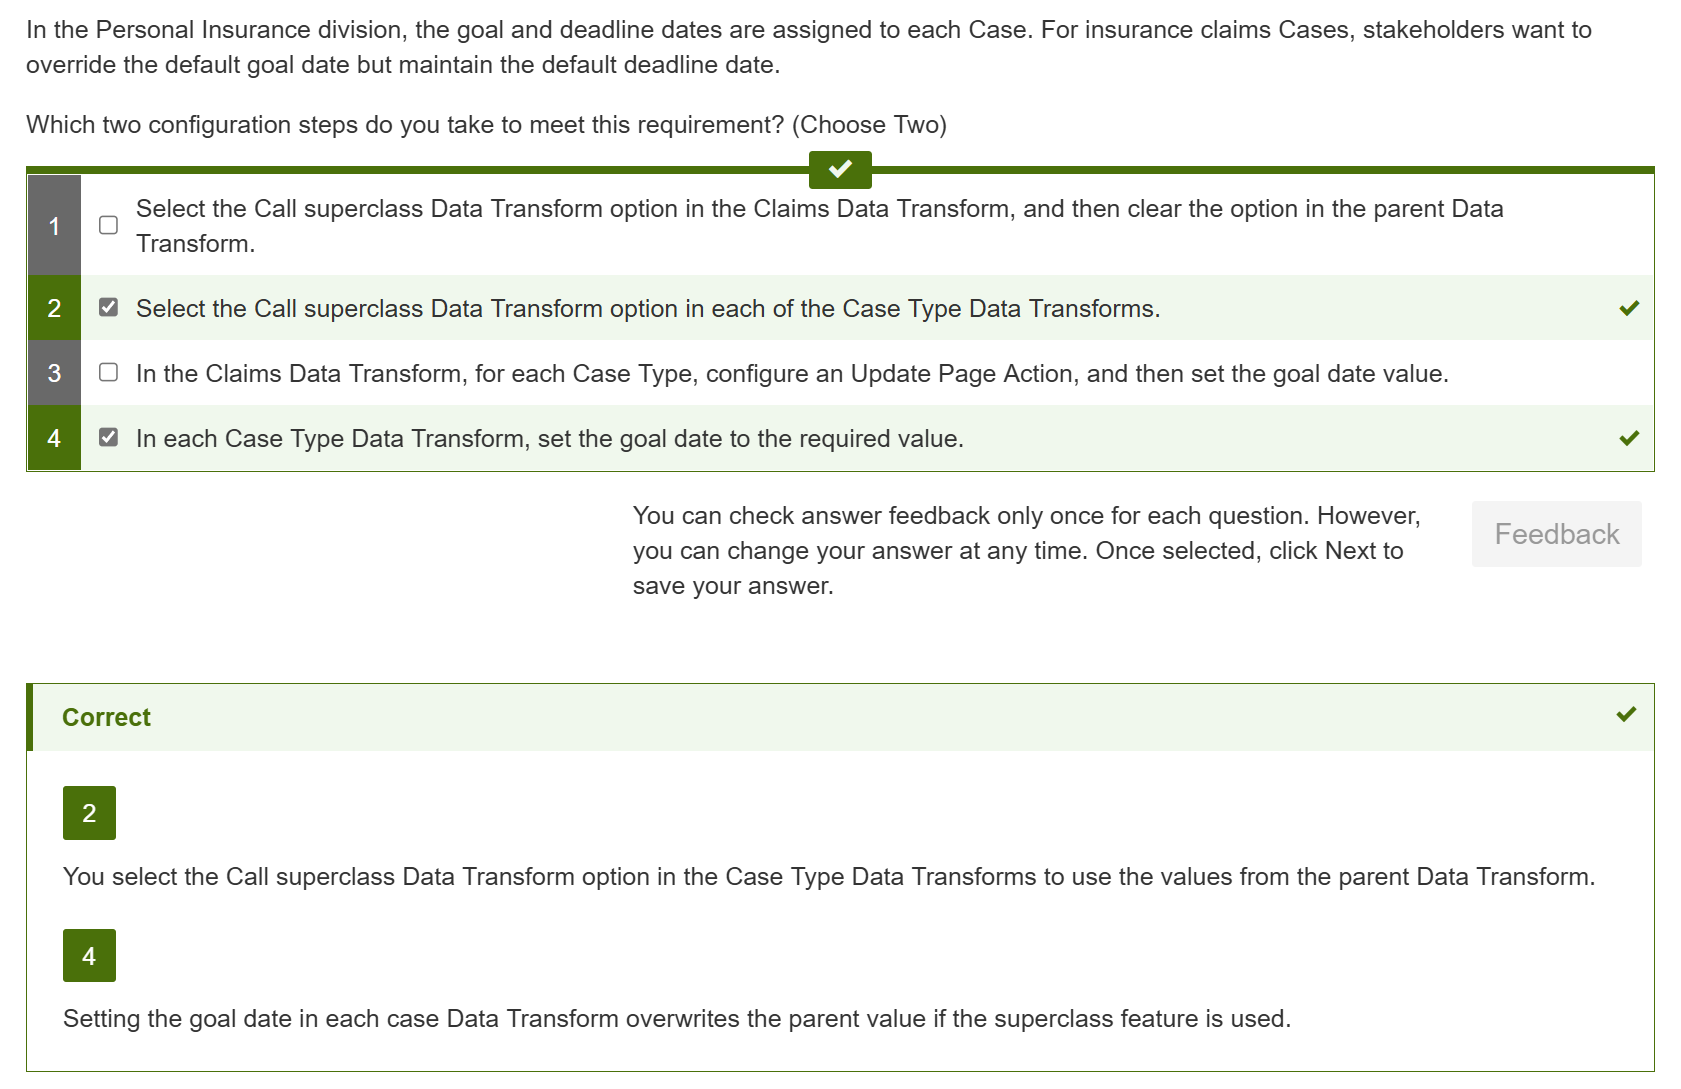 In the Personal Insurance division, the goal and deadline dates are assigned to each Case. For insurance claims Cases, stakeholders want to
override the default goal date but maintain the default deadline date.
Which two configuration steps do you take to meet this requirement? (Choose Two)
1
Select the Call superclass Data Transform option in the Claims Data Transform, and then clear the option in the parent Data
Transform.
2
Select the Call superclass Data Transform option in each of the Case Type Data Transforms.
3
In the Claims Data Transform, for each Case Type, configure an Update Page Action, and then set the goal date value.
4
In each Case Type Data Transform, set the goal date to the required value.
You can check answer feedback only once for each question. However,
you can change your answer at any time. Once selected, click Next to
save your answer.
Feedback
Correct
2
You select the Call superclass Data Transform option in the Case Type Data Transforms to use the values from the parent Data Transform.
4
Setting the goal date in each case Data Transform overwrites the parent value if the superclass feature is used.